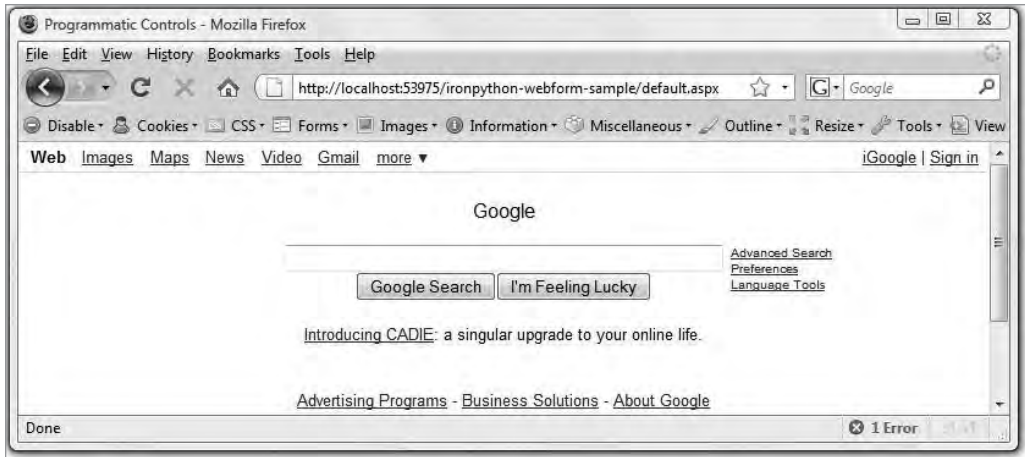 Programmatic Controls - Mozilla Firefox
File Edit View History Bookmarks Tools Help
http://localhost:53975/ironpython-webform-sample/default.aspx G Google
Disable Cookies CSS Forms Images Information Miscellaneous Outline Resize Tools View
Web Images Maps News Video Gmail more ▼ iGoogle | Sign in
Google
Advanced Search
Preferences
Language Tools
Google Search I'm Feeling Lucky
Introducing CADIE: a singular upgrade to your online life.
Advertising Programs - Business Solutions - About Google
Done 1 Error